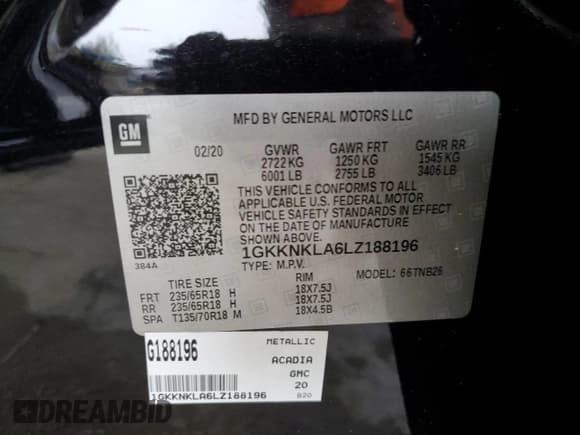 GM
MFD BY GENERAL MOTORS LLC
02/20 GVWR GAWR FRT GAWR RR
2722 KG 1250 KG 1545 KG
6001 LB 2755 LB 3406 LB
THIS VEHICLE CONFORMS TO ALL
APPLICABLE U.S. FEDERAL MOTOR
VEHICLE SAFETY STANDARDS IN EFFECT
ON THE DATE OF MANUFACTURE
SHOWN ABOVE.
384A
1GKKNKLA6LZ188196
TYPE: M.P.V. MODEL: 66TNB26
TIRE SIZE RIM
FRT 235/65R18 H 18X7.5J
RR 235/65R18 H 18X7.5J
SPA T135/70R18 M 18X4.5B
G188196 METALLIC
ACADIA
GMC
1GKKNKLA6LZ188196 20
820
DREAMBID